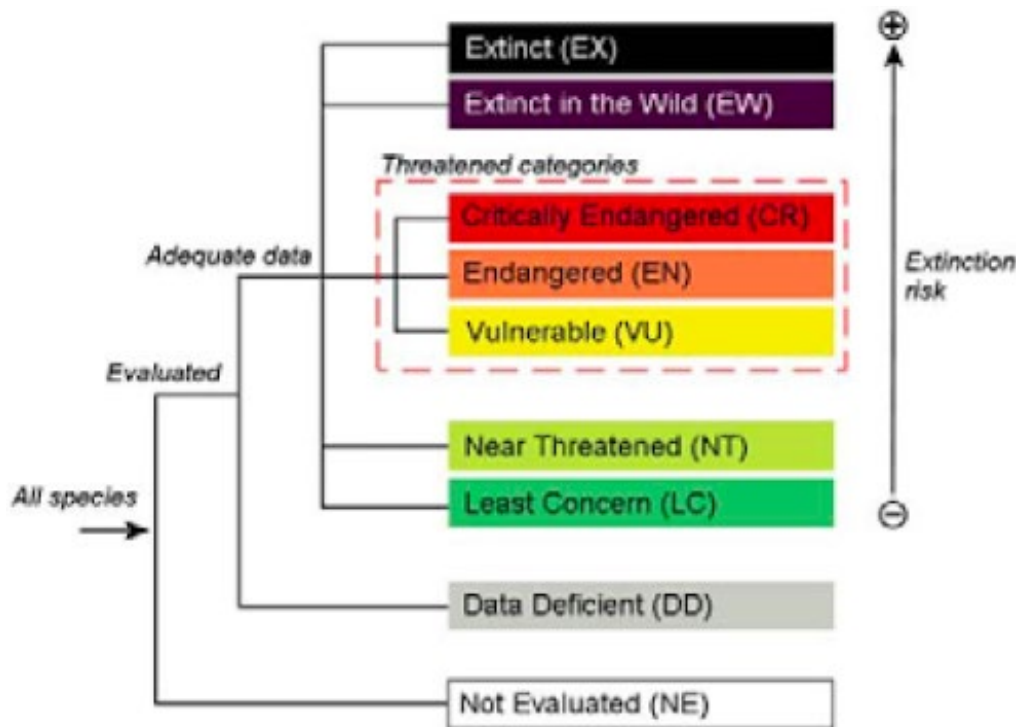 Extinct (EX)
Extinct in the Wild (EW)
Threatened categories
Critically Endangered (CR)
Adequate data
Endangered (EN)
Extinction
risk
Vulnerable (VU)
Evaluated
Near Threatened (NT)
All species
Least Concern (LC)
Data Deficient (DD)
Not Evaluated (NE)